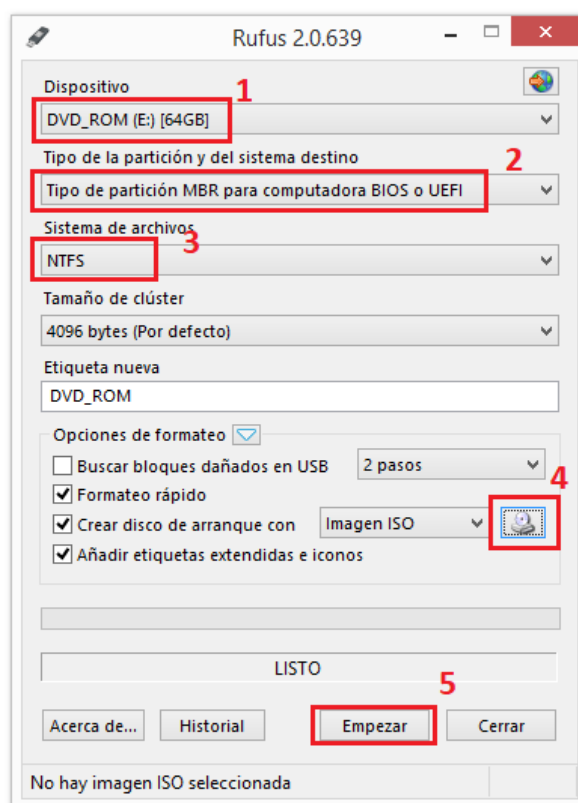 Rufus 2.0.639
Dispositivo
1
DVD_ROM (E:) [64GB]
Tipo de la partición y del sistema destino
2
Tipo de partición MBR para computadora BIOS o UEFI
Sistema de archivos
3
NTFS
Tamaño de clúster
4096 bytes (Por defecto)
Etiqueta nueva
DVD_ROM
Opciones de formateo
Buscar bloques dañados en USB 2 pasos
4
Formateo rápido
Crear disco de arranque con Imagen ISO
Añadir etiquetas extendidas e iconos
LISTO
5
Acerca de... Historial Empezar Cerrar
No hay imagen ISO seleccionada